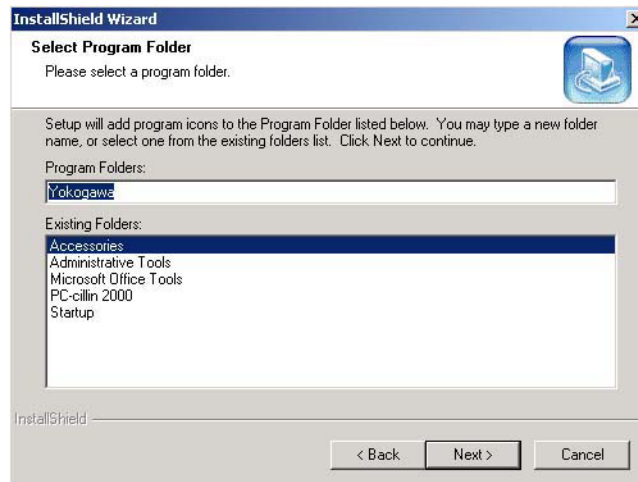 InstallShield Wizard
Select Program Folder
Please select a program folder.
Setup will add program icons to the Program Folder listed below. You may type a new folder
name, or select one from the existing folders list. Click Next to continue.
Program Folders:
Yokogawa
Existing Folders:
Accessories
Administrative Tools
Microsoft Office Tools
PC-cillin 2000
Startup
InstallShield
< Back Next > Cancel